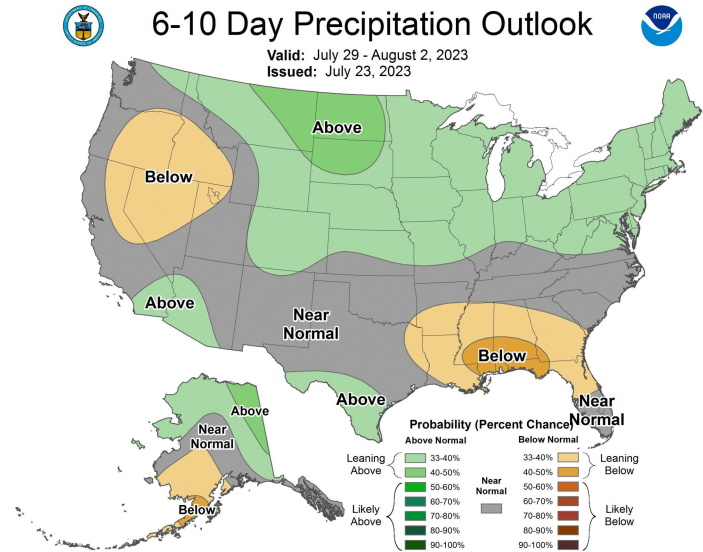 6-10 Day Precipitation Outlook
Valid: July 29 - August 2, 2023
Issued: July 23, 2023
NOAA
Above
Below
Above
Near
Normal
Below
Above
Near
Normal
Above
Near
Normal
Below
Probability (Percent Chance)
Above Normal
Below Normal
Leaning
Above
33-40%
40-50%
Likely
Above
50-60%
60-70%
70-80%
80-90%
90-100%
Near
Normal
33-40%
40-50%
Leaning
Below
50-60%
60-70%
70-80%
80-90%
90-100%
Likely
Below